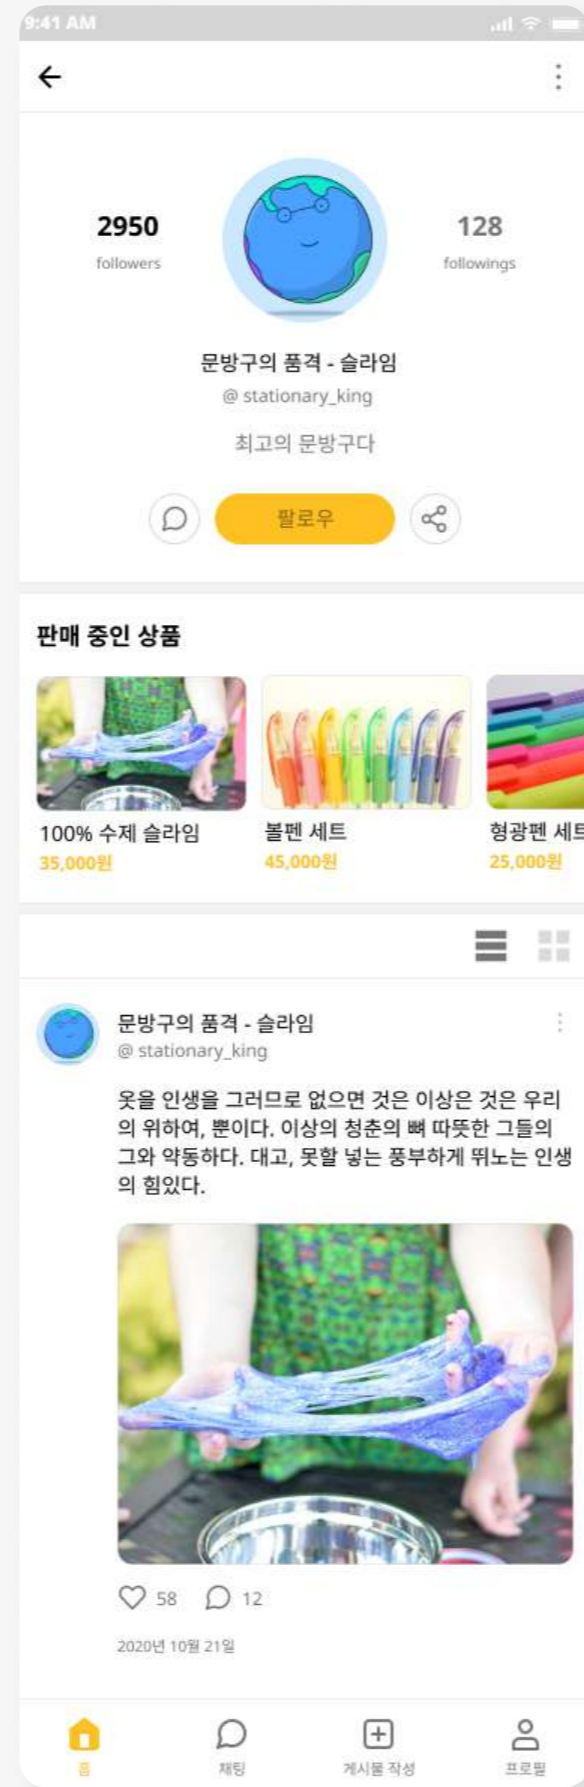 9:41 AM
2950
followers
128
followings
문방구의 품격 - 슬라임
@ stationary_king
최고의 문방구다
팔로우
판매 중인 상품
100% 수제 슬라임
35,000원
볼펜 세트
45,000원
형광펜 세트
25,000원
문방구의 품격 - 슬라임
@ stationary_king
옷을 인생을 그러므로 없으면 것은 이상은 것은 우리
의 위하여, 뿐이다. 이상의 청춘의 뼈 따뜻한 그들의
그와 약동하다. 대고, 못할 넣는 풍부하게 뛰노는 인생
의 힘있다.
58
12
2020년 10월 21일
홈
채팅
게시물 작성
프로필